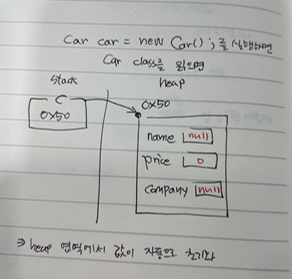 Car car = new Car(); 를 실행하면
Car class를 읽으면
stack heap
C 0x50
0x50
name null
price 0
company null
⇒ heap 영역에서 값이 자동으로 초기화